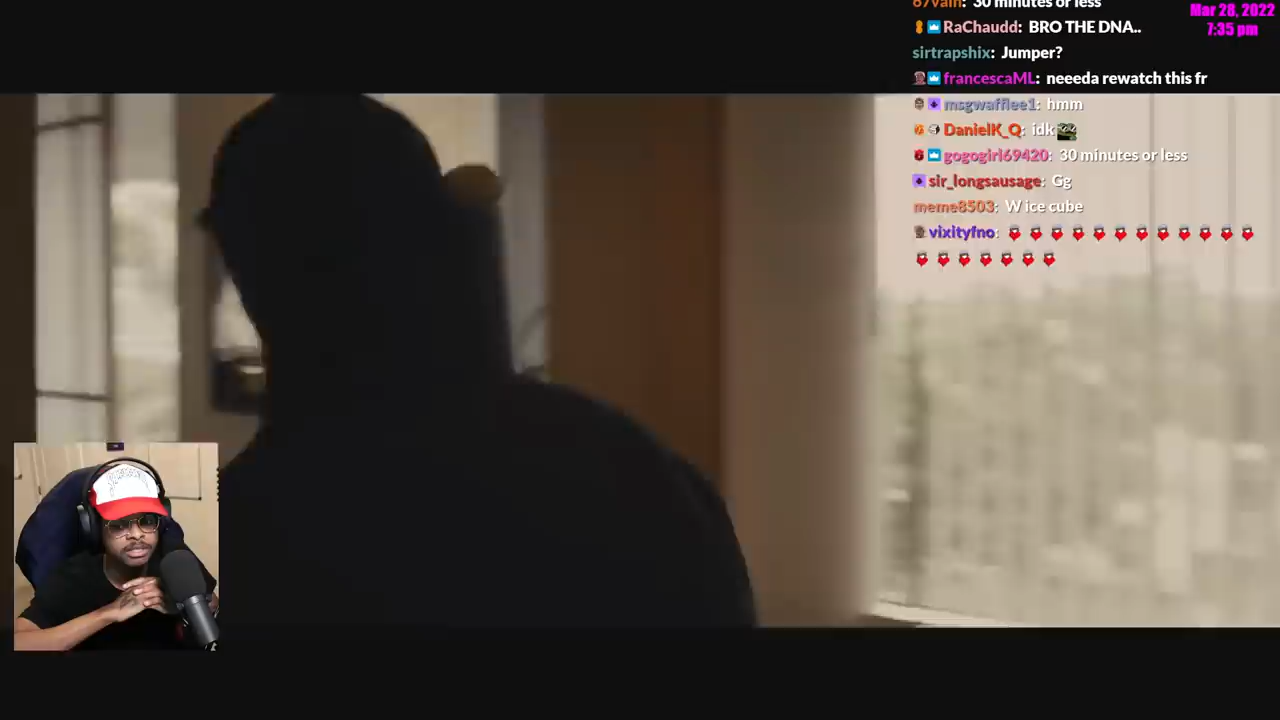 67vain: 30 minutes or less
Mar 28, 2022
7:35 pm
RaChaudd: BRO THE DNA..
sirtrapshix: Jumper?
francescaML: neeeda rewatch this fr
msgwafflee1: hmm
DanielK_Q: idk
gogogirl69420: 30 minutes or less
sir_longsausage: Gg
meme8503: W ice cube
vixityfno: